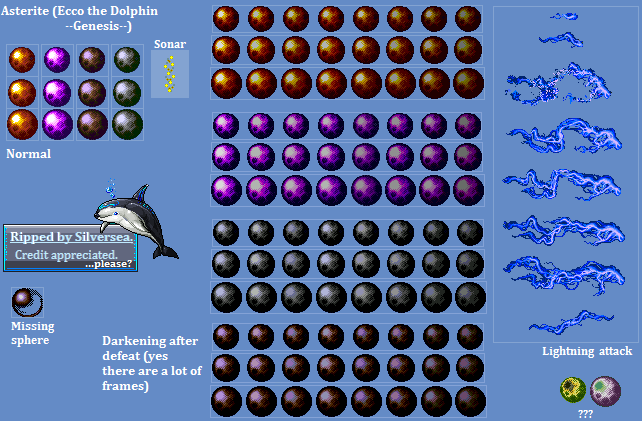 Asterite (Ecco the Dolphin
--Genesis--)
Sonar
Normal
Ripped by Silversea.
Credit appreciated.
...please?
Missing
sphere
Darkening after
defeat (yes
there are a lot of
frames)
Lightning attack
???